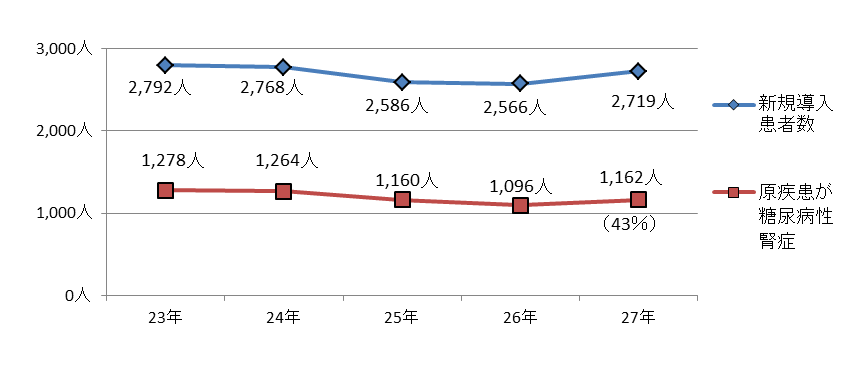 3,000人
2,792人
2,768人
2,586人
2,566人
2,719人
新規導入
患者数
2,000人
1,278人
1,264人
1,160人
1,096人
1,162人
(43%)
原疾患が
糖尿病性
腎症
1,000人
0人
23年
24年
25年
26年
27年